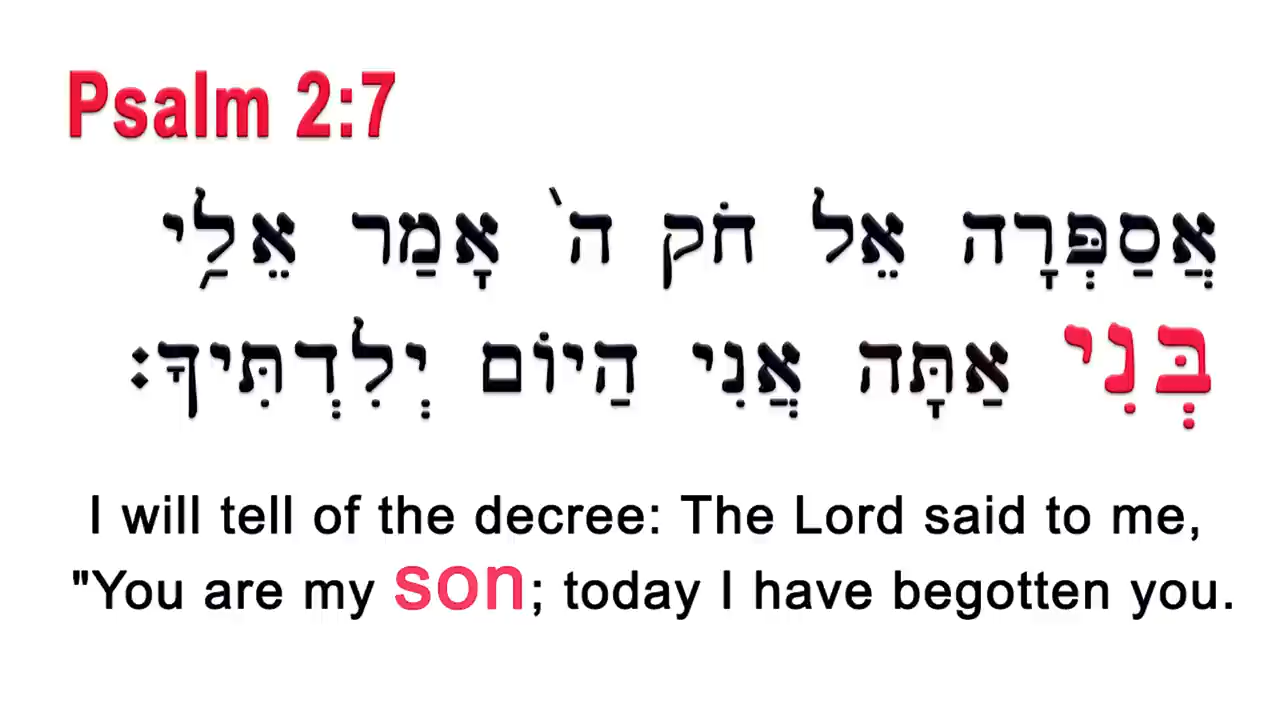 Psalm 2:7
אֲסַפְּרָה אֵל חֹק ה֨ אָמַר אֵלַ֥י
בְּנִי אַתָּה אֲנִי הַיּוֹם יְלִדְתִּיךָ:
I will tell of the decree: The Lord said to me,
"You are my son; today I have begotten you.